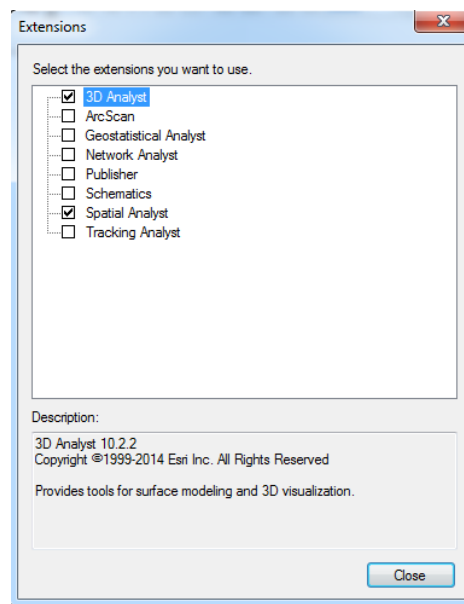 Extensions
Select the extensions you want to use.
3D Analyst
ArcScan
Geostatistical Analyst
Network Analyst
Publisher
Schematics
Spatial Analyst
Tracking Analyst
Description:
3D Analyst 10.2.2
Copyright ©1999-2014 Esri Inc. All Rights Reserved
Provides tools for surface modeling and 3D visualization.
Close